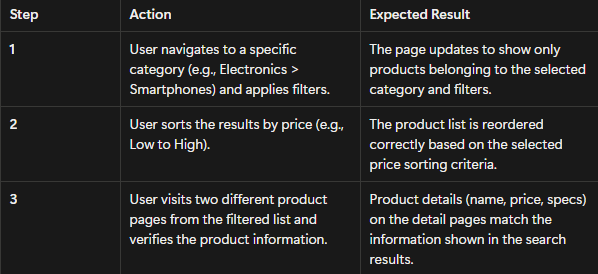 Step Action Expected Result
1 User navigates to a specific The page updates to show only
category (e.g., Electronics > products belonging to the selected
Smartphones) and applies filters. category and filters.
2 User sorts the results by price (e.g., The product list is reordered
Low to High). correctly based on the selected
price sorting criteria.
3 User visits two different product Product details (name, price, specs)
pages from the filtered list and on the detail pages match the
verifies the product information. information shown in the search
results.